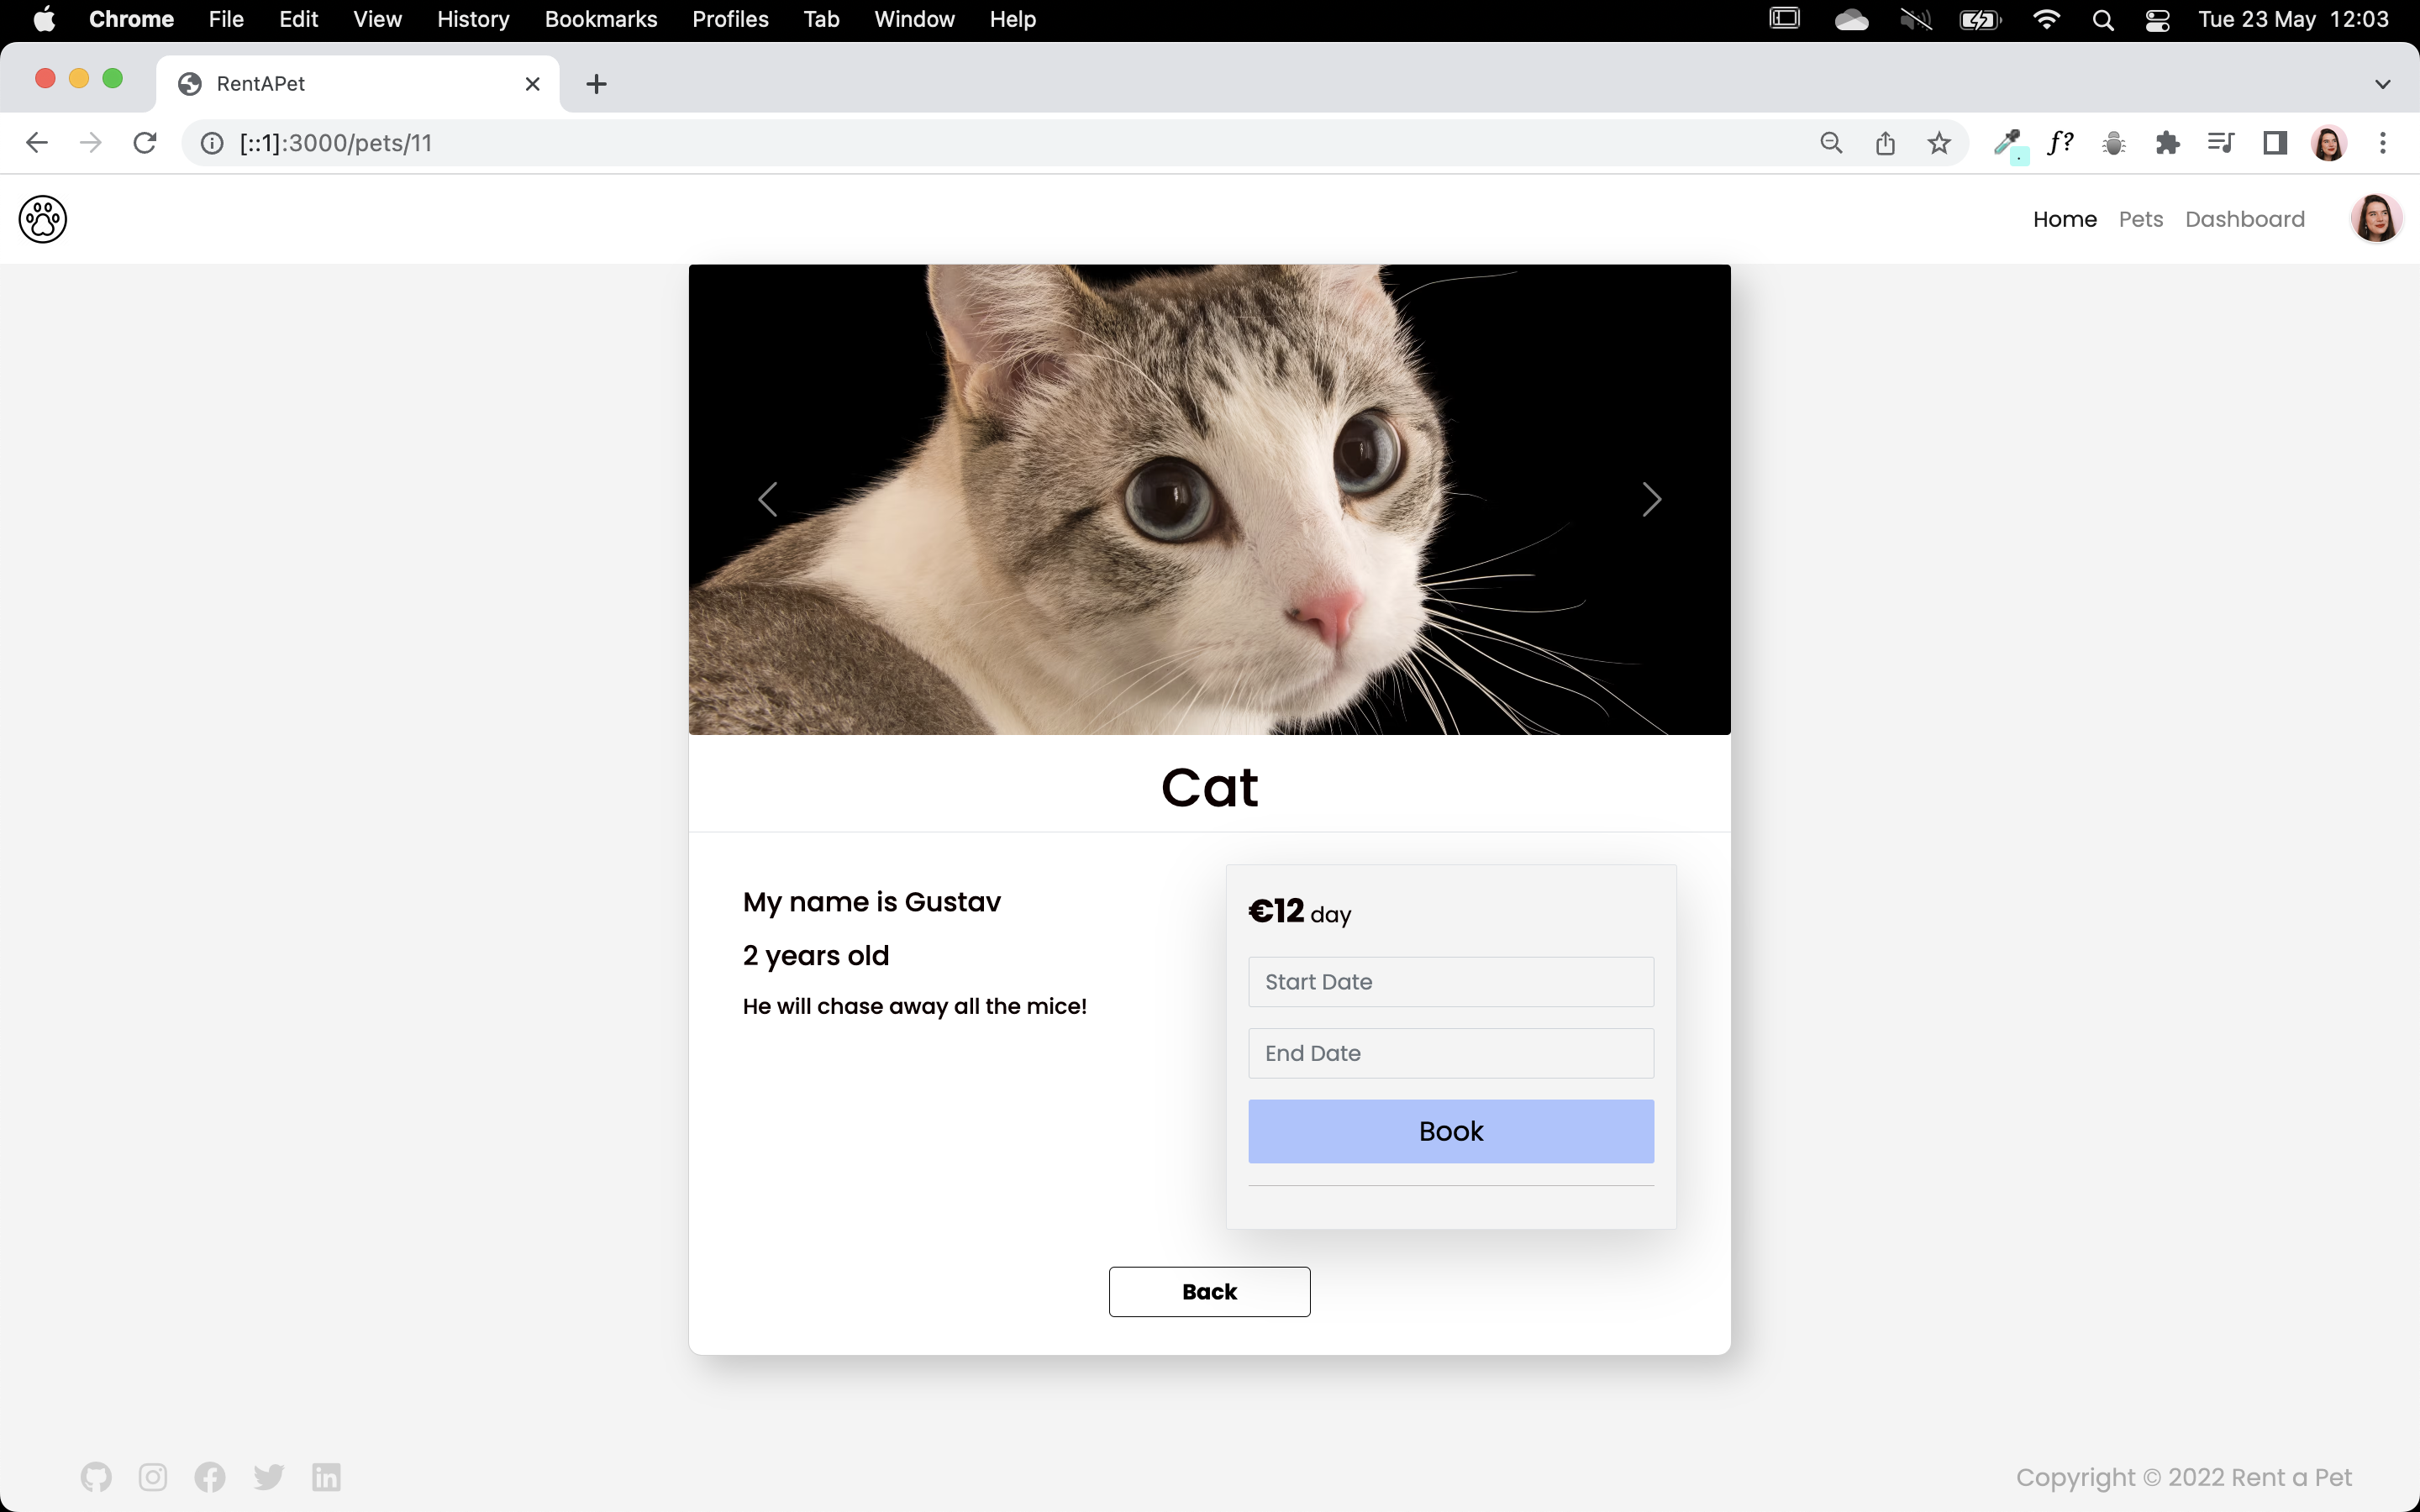 Chrome File Edit View History Bookmarks Profiles Tab Window Help Tue 23 May 12:03
RentAPet
[::1]:3000/pets/11 f?
Home Pets Dashboard
Cat
My name is Gustav
2 years old
He will chase away all the mice!
€12 day
Start Date
End Date
Book
Back
in
Copyright © 2022 Rent a Pet